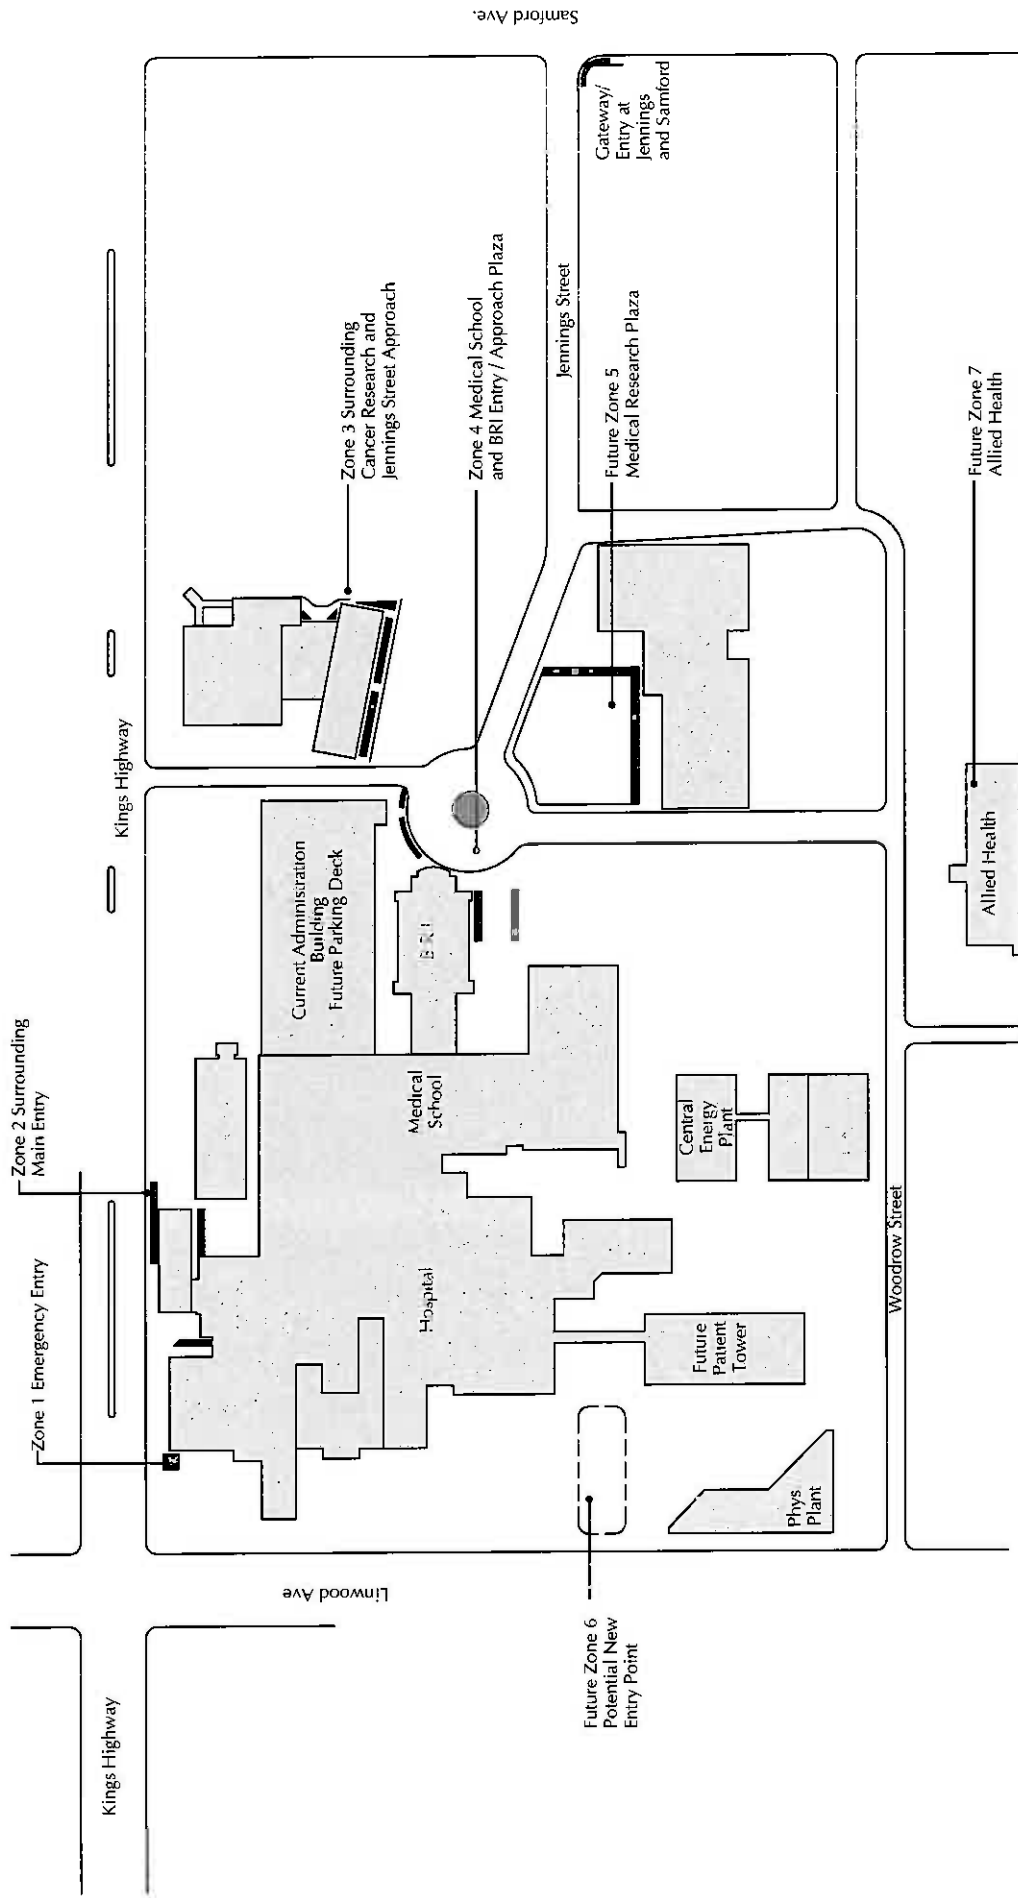 Samford Ave.
Kings Highway
Zone 3 Surrounding
Cancer Research and
Jennings Street Approach
Zone 4 Medical School
and BRI Entry / Approach Plaza
Jennings Street
Gateway/
Entry at
Jennings
and Samford
Future Zone 5
Medical Research Plaza
Future Zone 7
Allied Health
Allied Health
Current Administration
Building
Future Parking Deck
B R I
Zone 2 Surrounding
Main Entry
Medical
School
Central
Energy
Plant
Woodrow Street
Zone 1 Emergency Entry
Hospital
Future
Patient
Tower
Phys
Plant
Linwood Ave
Kings Highway
Future Zone 6
Potential New
Entry Point